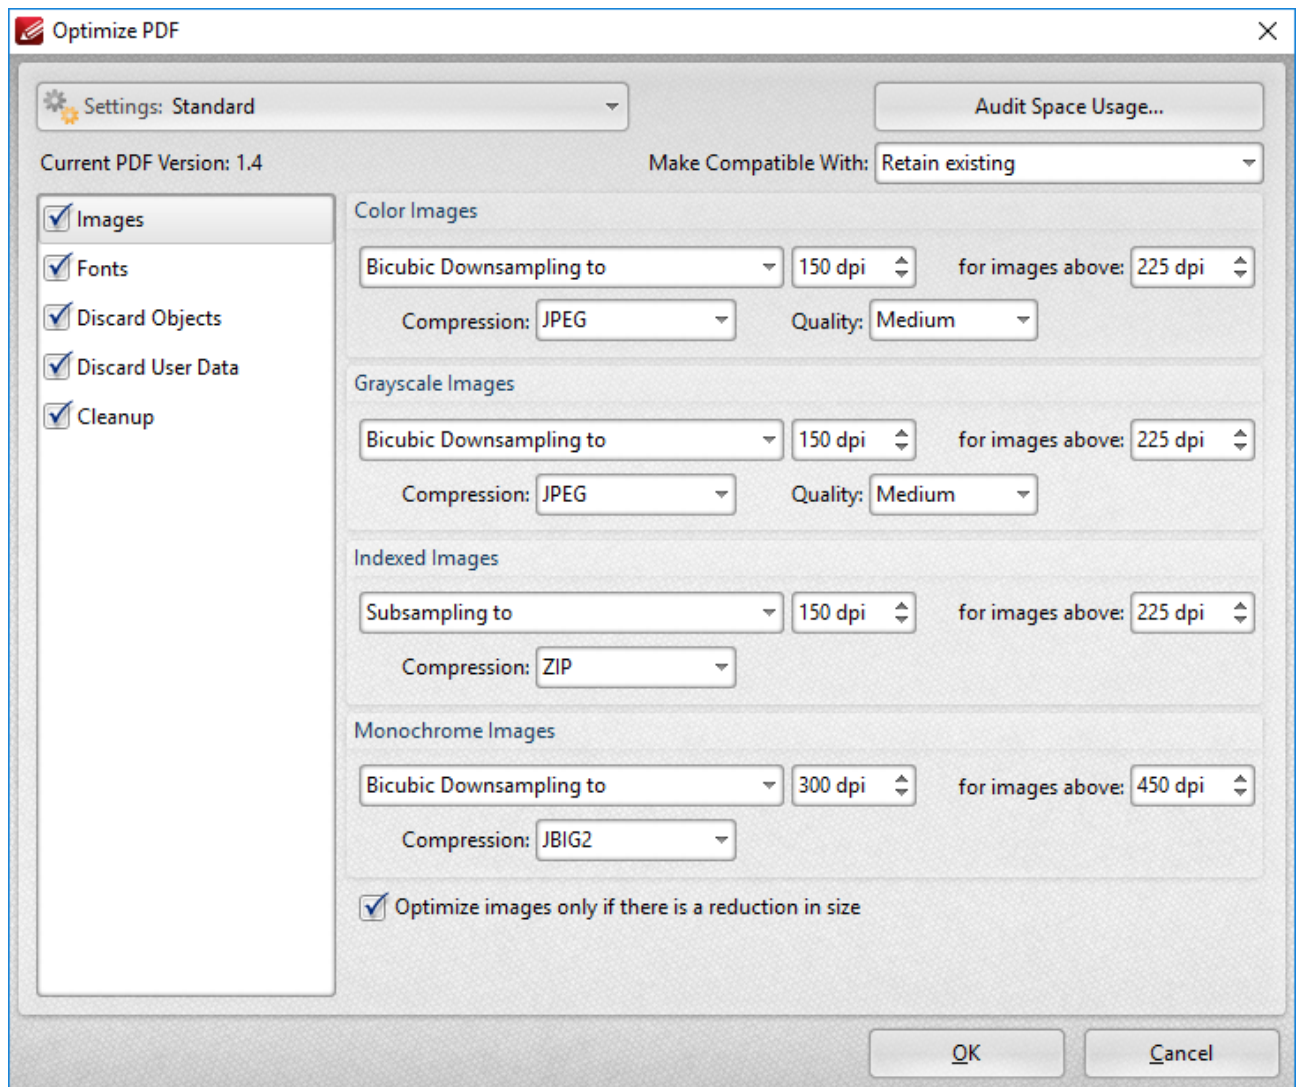 Optimize PDF
Settings: Standard
Audit Space Usage...
Current PDF Version: 1.4
Make Compatible With: Retain existing
Images
Fonts
Discard Objects
Discard User Data
Cleanup
Color Images
Bicubic Downsampling to 150 dpi for images above: 225 dpi
Compression: JPEG Quality: Medium
Grayscale Images
Bicubic Downsampling to 150 dpi for images above: 225 dpi
Compression: JPEG Quality: Medium
Indexed Images
Subsampling to 150 dpi for images above: 225 dpi
Compression: ZIP
Monochrome Images
Bicubic Downsampling to 300 dpi for images above: 450 dpi
Compression: JBIG2
Optimize images only if there is a reduction in size
OK Cancel